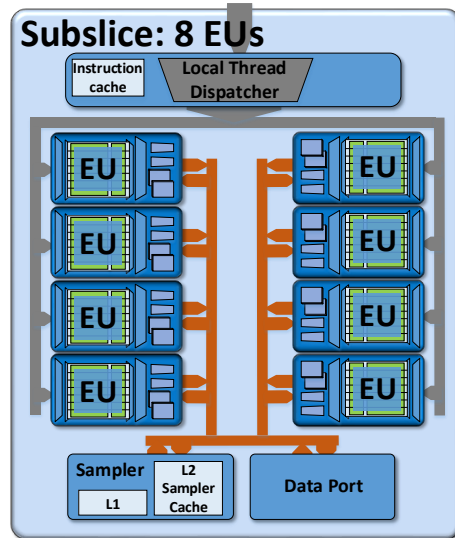 Subslice: 8 EUs
Instruction
cache
Local Thread
Dispatcher
EU
EU
EU
EU
EU
EU
EU
EU
Sampler
L1
L2
Sampler
Cache
Data Port